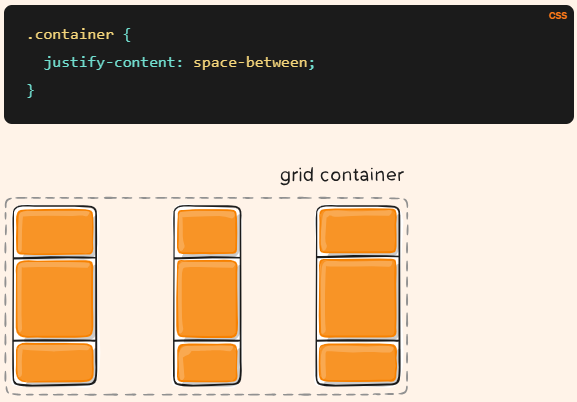 CSS
.container {
justify-content: space-between;
}
grid container